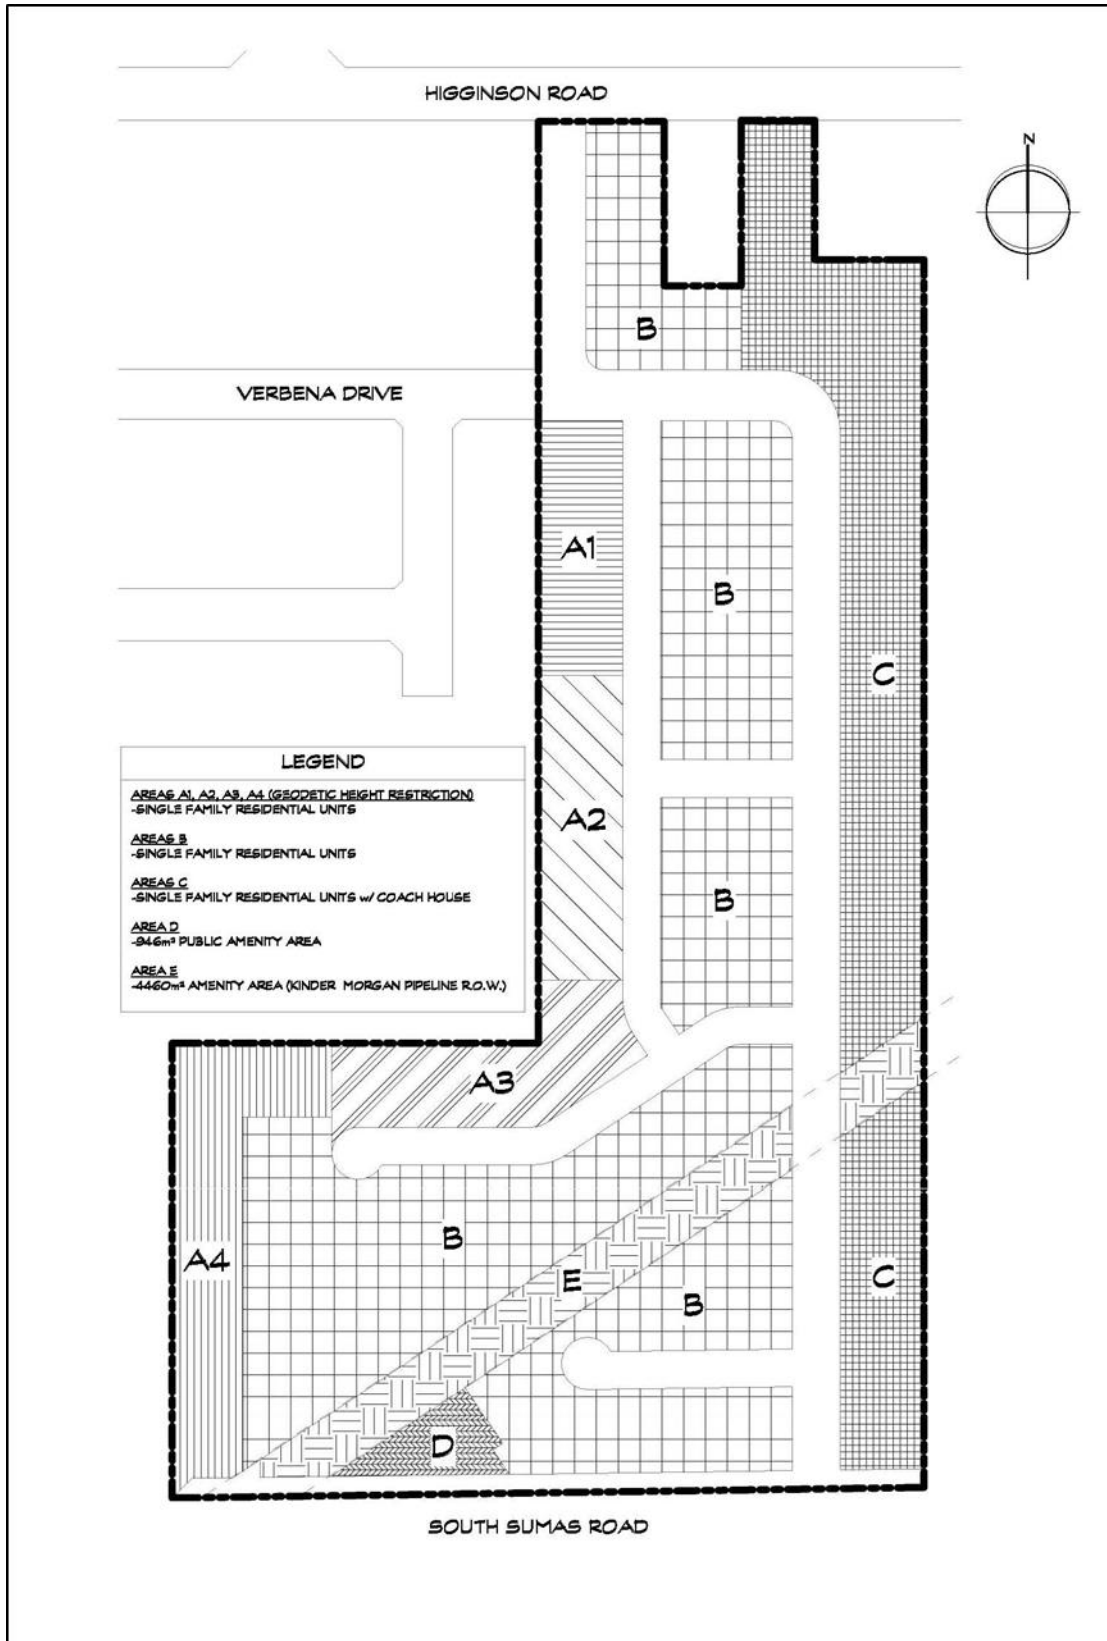 HIGGINSON ROAD
N
B
VERBENA DRIVE
A1
B
C
LEGEND
AREAS A1, A2, A3, A4 (GEODETIC HEIGHT RESTRICTION)
-SINGLE FAMILY RESIDENTIAL UNITS
AREAS B
-SINGLE FAMILY RESIDENTIAL UNITS
AREAS C
-SINGLE FAMILY RESIDENTIAL UNITS w/ COACH HOUSE
AREA D
-946m² PUBLIC AMENITY AREA
AREA E
-4460m² AMENITY AREA (KINDER MORGAN PIPELINE R.O.W.)
A2
B
A3
A4
B
E
B
C
D
SOUTH SUMAS ROAD